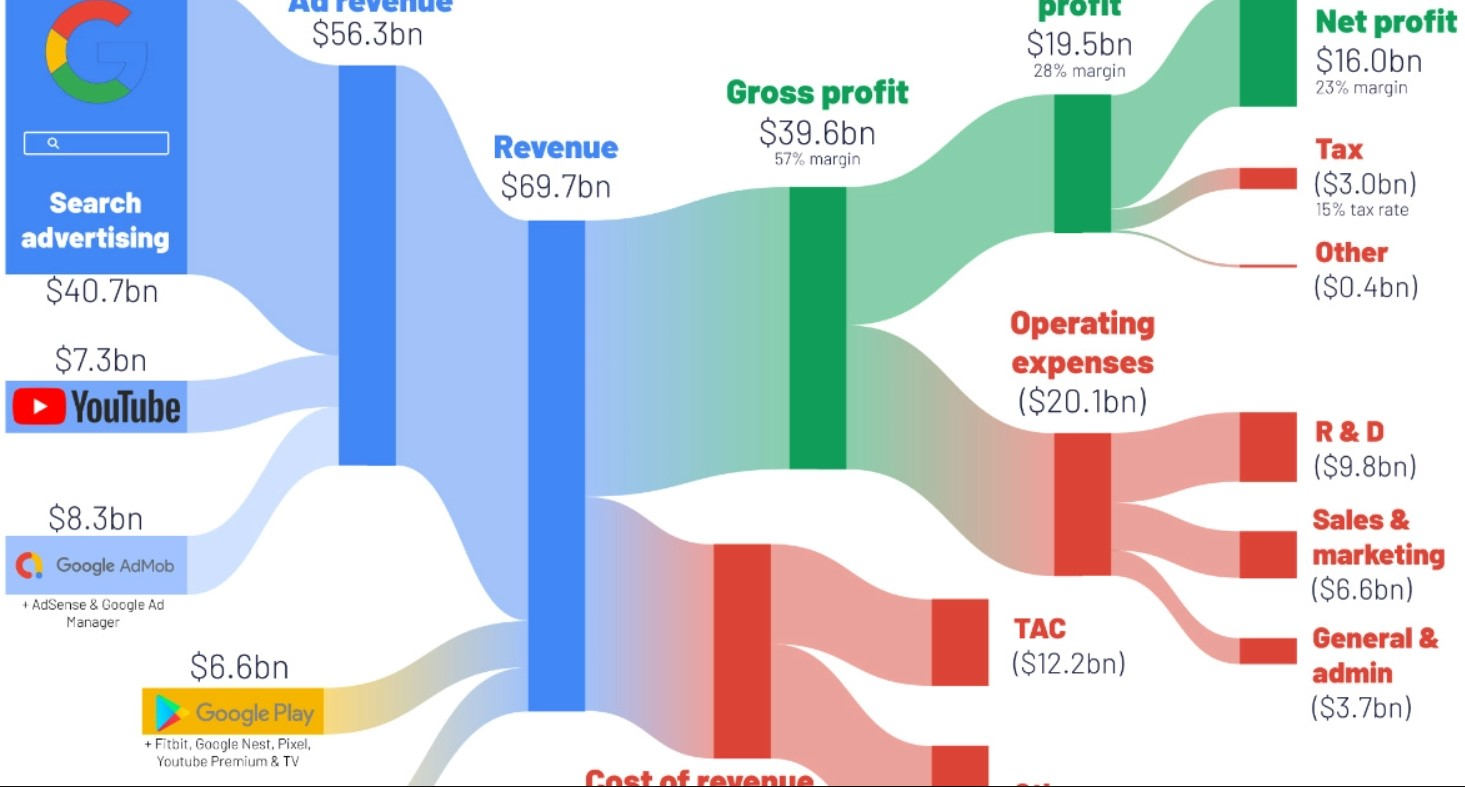 Ad revenue
$56.3bn
Search
advertising
$40.7bn
$7.3bn
YouTube
$8.3bn
Google AdMob
+ AdSense & Google Ad
Manager
$6.6bn
Google Play
+ Fitbit, Google Nest, Pixel,
Youtube Premium & TV
Revenue
$69.7bn
Gross profit
$39.6bn
57% margin
profit
$19.5bn
28% margin
Net profit
$16.0bn
23% margin
Tax
($3.0bn)
15% tax rate
Other
($0.4bn)
Operating
expenses
($20.1bn)
R & D
($9.8bn)
Sales &
marketing
($6.6bn)
General &
admin
($3.7bn)
TAC
($12.2bn)
Cost of revenue